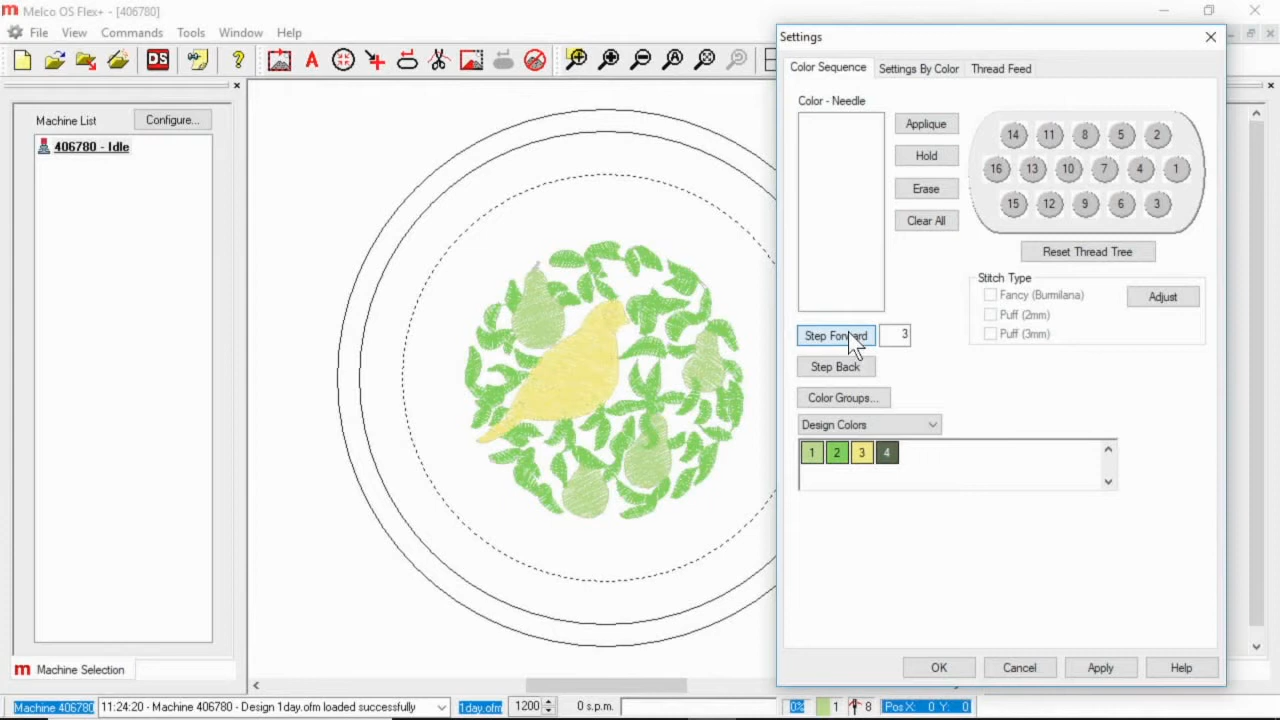 Melco OS Flex+ - [406780]
File View Commands Tools Window Help
DS
Machine List
Configure...
406780 - Idle
Machine Selection
Settings
Color Sequence
Settings By Color
Thread Feed
Color - Needle
Applique
Hold
Erase
Clear All
14 11 8 5 2
16 13 10 7 4 1
15 12 9 6 3
Reset Thread Tree
Stitch Type
Fancy (Burmilana)
Puff (2mm)
Puff (3mm)
Adjust
Step Forward
3
Step Back
Color Groups...
Design Colors
1 2 3 4
OK
Cancel
Apply
Help
Machine 406780
11:24:20 - Machine 406780 - Design 1day.ofm loaded successfully
1day.ofm
1200
0 s.p.m.
0%
1
8
Pos X: 0 Y: 0